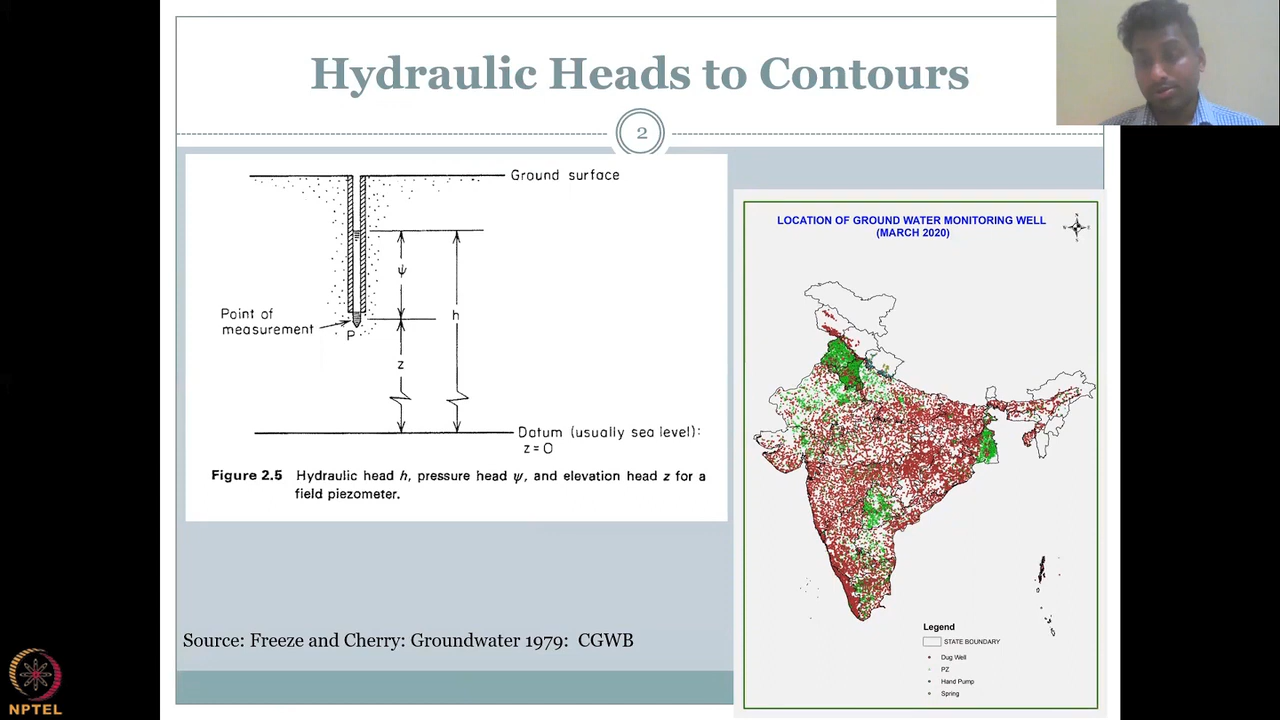 Hydraulic Heads to Contours
2
Ground surface
ψ
Point of
measurement
P
h
z
Datum (usually sea level):
z = 0
Figure 2.5 Hydraulic head h, pressure head ψ, and elevation head z for a
field piezometer.
Source: Freeze and Cherry: Groundwater 1979: CGWB
LOCATION OF GROUND WATER MONITORING WELL
(MARCH 2020)
N
W E
S
Legend
STATE BOUNDARY
Dug Well
PZ
Hand Pump
Spring
NPTEL